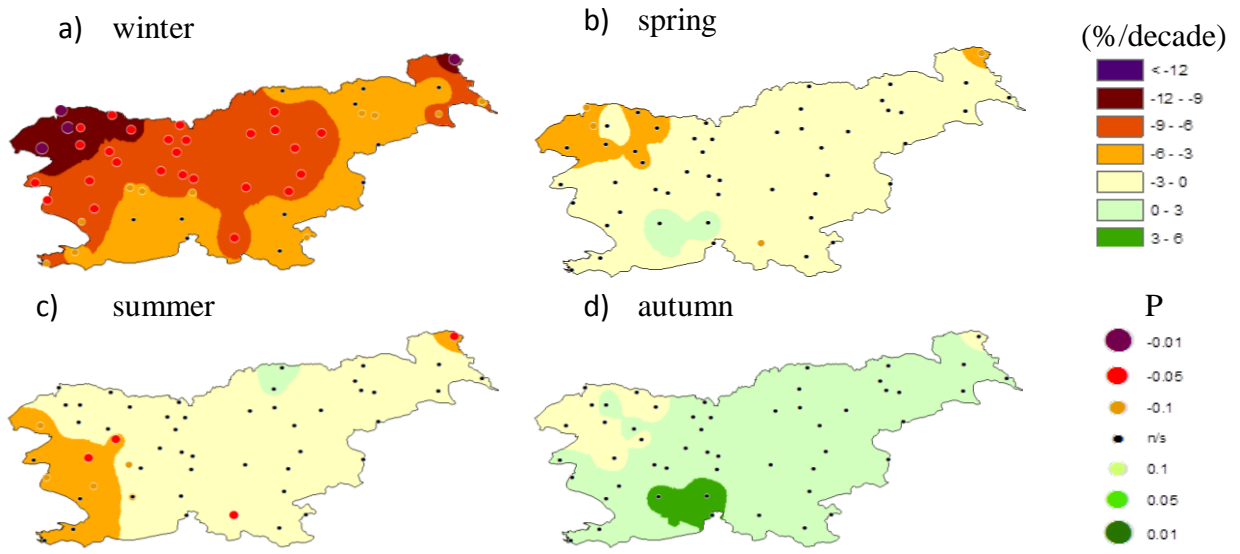 a) winter
b) spring
(%/decade)
< -12
-12 - -9
-9 - -6
-6 - -3
-3 - 0
0 - 3
3 - 6
c) summer
d) autumn
P
-0.01
-0.05
-0.1
n/s
0.1
0.05
0.01